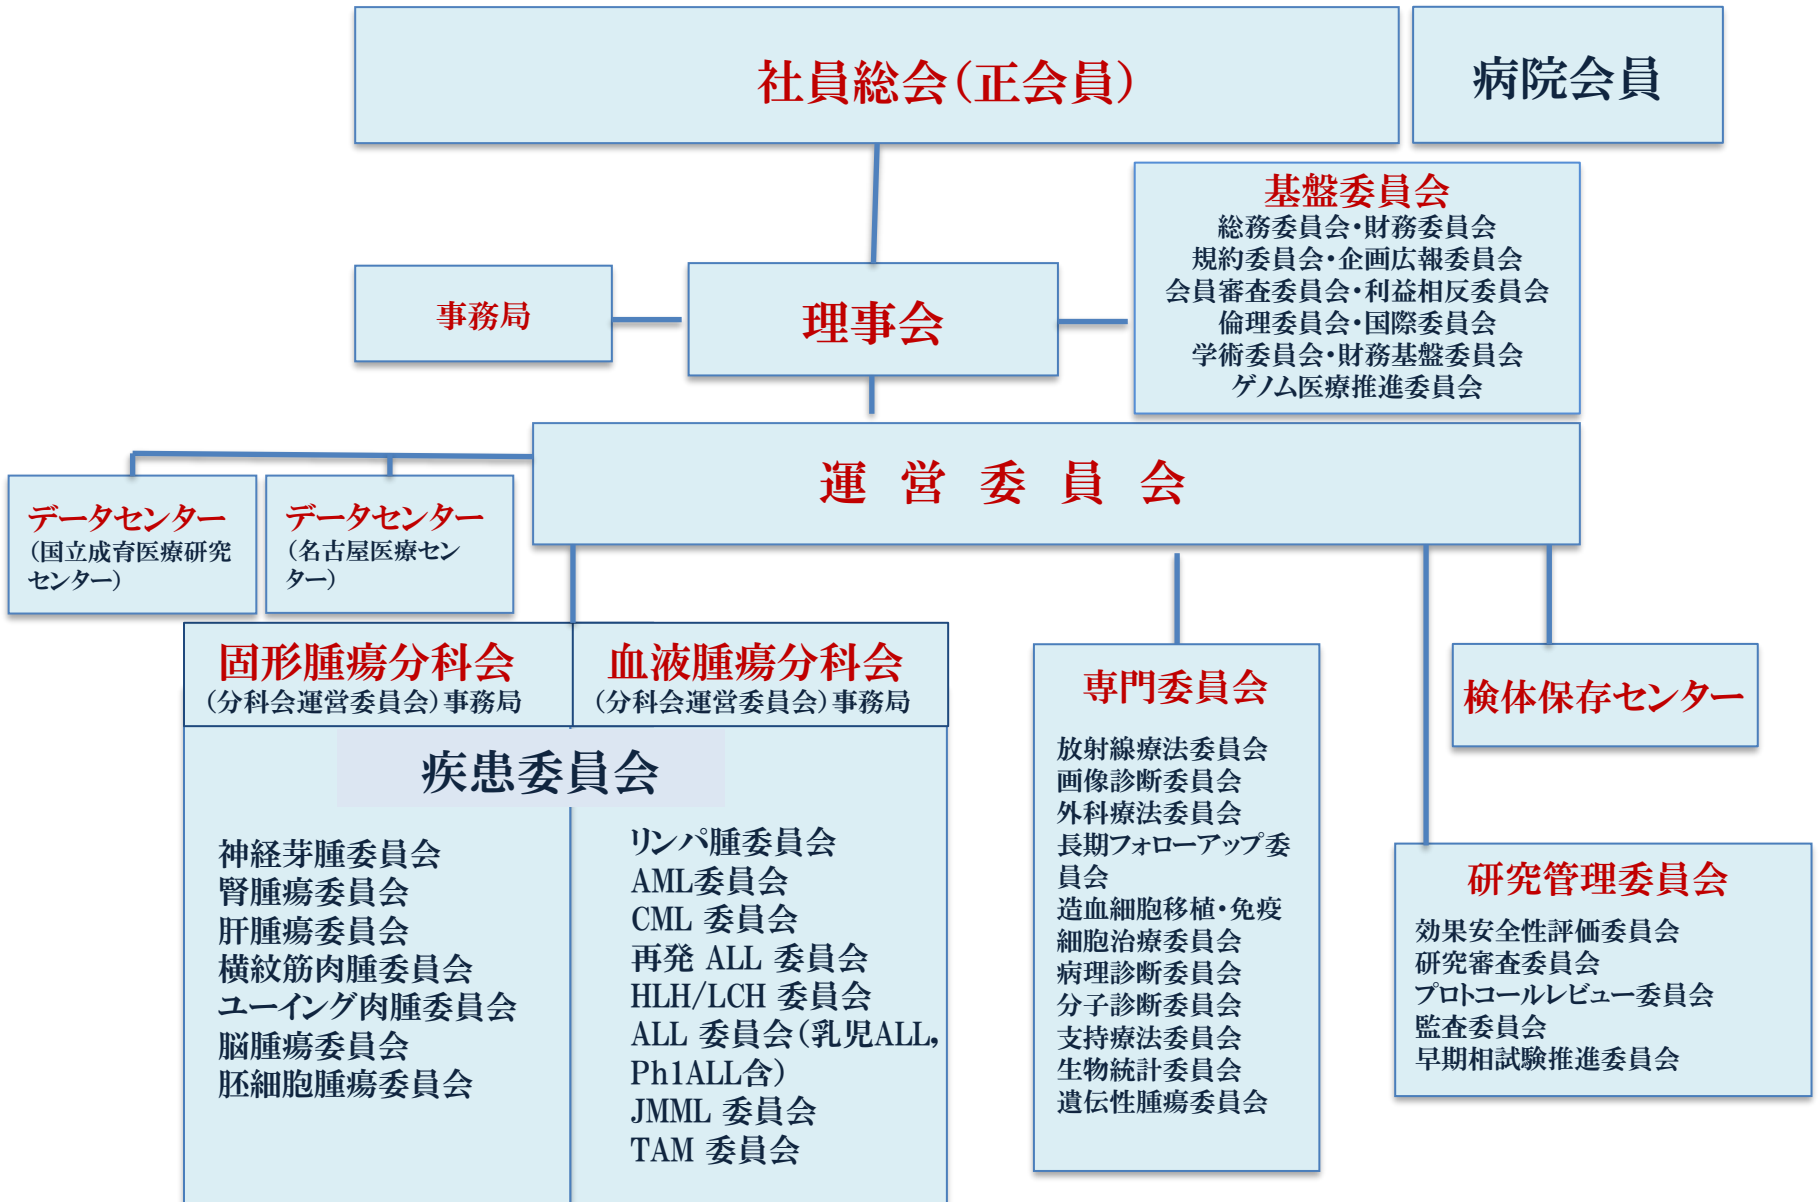 社員総会(正会員)
病院会員
基盤委員会
総務委員会・財務委員会
規約委員会・企画広報委員会
会員審査委員会・利益相反委員会
倫理委員会・国際委員会
学術委員会・財務基盤委員会
ゲノム医療推進委員会
事務局
理事会
運 営 委 員 会
データセンター
(国立成育医療研究
センター)
データセンター
(名古屋医療セン
ター)
固形腫瘍分科会
(分科会運営委員会)事務局
血液腫瘍分科会
(分科会運営委員会)事務局
疾患委員会
神経芽腫委員会
腎腫瘍委員会
肝腫瘍委員会
横紋筋肉腫委員会
ユーイング肉腫委員会
脳腫瘍委員会
胚細胞腫瘍委員会
リンパ腫委員会
AML委員会
CML 委員会
再発 ALL 委員会
HLH/LCH 委員会
ALL 委員会(乳児ALL,
Ph1ALL含)
JMML 委員会
TAM 委員会
専門委員会
放射線療法委員会
画像診断委員会
外科療法委員会
長期フォローアップ委
員会
造血細胞移植・免疫
細胞治療委員会
病理診断委員会
分子診断委員会
支持療法委員会
生物統計委員会
遺伝性腫瘍委員会
検体保存センター
研究管理委員会
効果安全性評価委員会
研究審査委員会
プロトコールレビュー委員会
監査委員会
早期相試験推進委員会